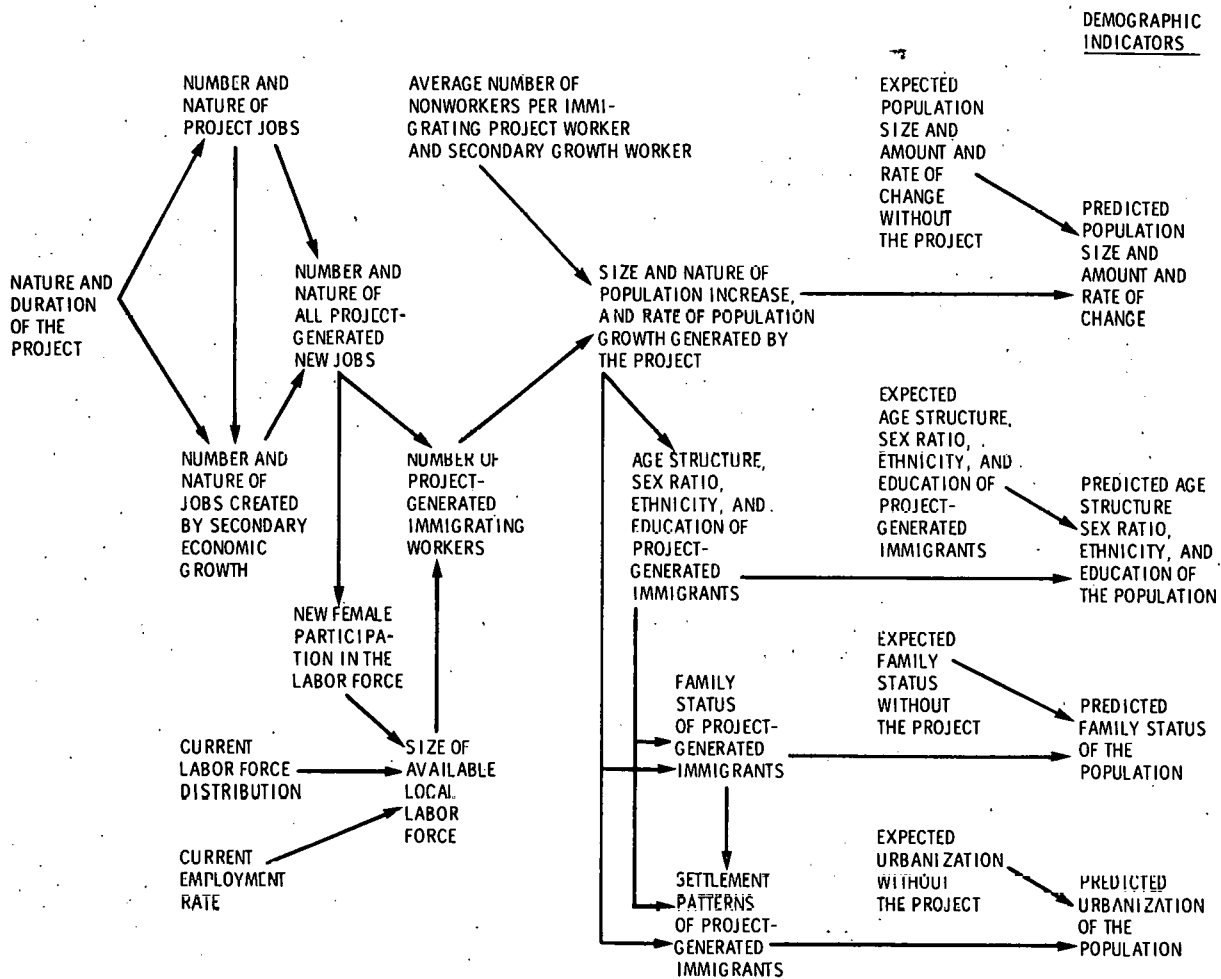 DEMOGRAPHIC
INDICATORS
NUMBER AND
NATURE OF
PROJECT JOBS
AVERAGE NUMBER OF
NONWORKERS PER IMMI-
GRATING PROJECT WORKER
AND SECONDARY GROWTH WORKER
EXPECTED
POPULATION
SIZE AND
AMOUNT AND
RATE OF
CHANGE
WITHOUT
THE PROJECT
PREDICTED
POPULATION
SIZE AND
AMOUNT AND
RATE OF
CHANGE
NATURE AND
DURATION
OF THE
PROJECT
NUMBER AND
NATURE OF
ALL PROJECT-
GENERATED
NEW JOBS
SIZE AND NATURE OF
POPULATION INCREASE,
AND RATE OF POPULATION
GROWTH GENERATED BY
THE PROJECT
NUMBER AND
NATURE OF
JOBS CREATED
BY SECONDARY
ECONOMIC
GROWTH
NUMBER OF
PROJECT-
GENERATED
IMMIGRATING
WORKERS
AGE STRUCTURE,
SEX RATIO,
ETHNICITY, AND
EDUCATION OF
PROJECT-
GENERATED
IMMIGRANTS
EXPECTED
AGE STRUCTURE,
SEX RATIO,
ETHNICITY, AND
EDUCATION OF
PROJECT-
GENERATED
IMMIGRANTS
PREDICTED AGE
STRUCTURE
SEX RATIO,
ETHNICITY, AND
EDUCATION OF
THE POPULATION
NEW FEMALE
PARTICIPA-
TION IN THE
LABOR FORCE
FAMILY
STATUS
OF PROJECT-
GENERATED
IMMIGRANTS
EXPECTED
FAMILY
STATUS
WITHOUT
THE PROJECT
PREDICTED
FAMILY STATUS
OF THE
POPULATION
CURRENT
LABOR FORCE
DISTRIBUTION
SIZE OF
AVAILABLE
LOCAL
LABOR
FORCE
CURRENT
EMPLOYMENT
RATE
SETTLEMENT
PATTERNS
OF PROJECT-
GENERATED
IMMIGRANTS
EXPECTED
URBANIZATION
WITHOUT
THE PROJECT
PREDICTED
URBANIZATION
OF THE
POPULATION